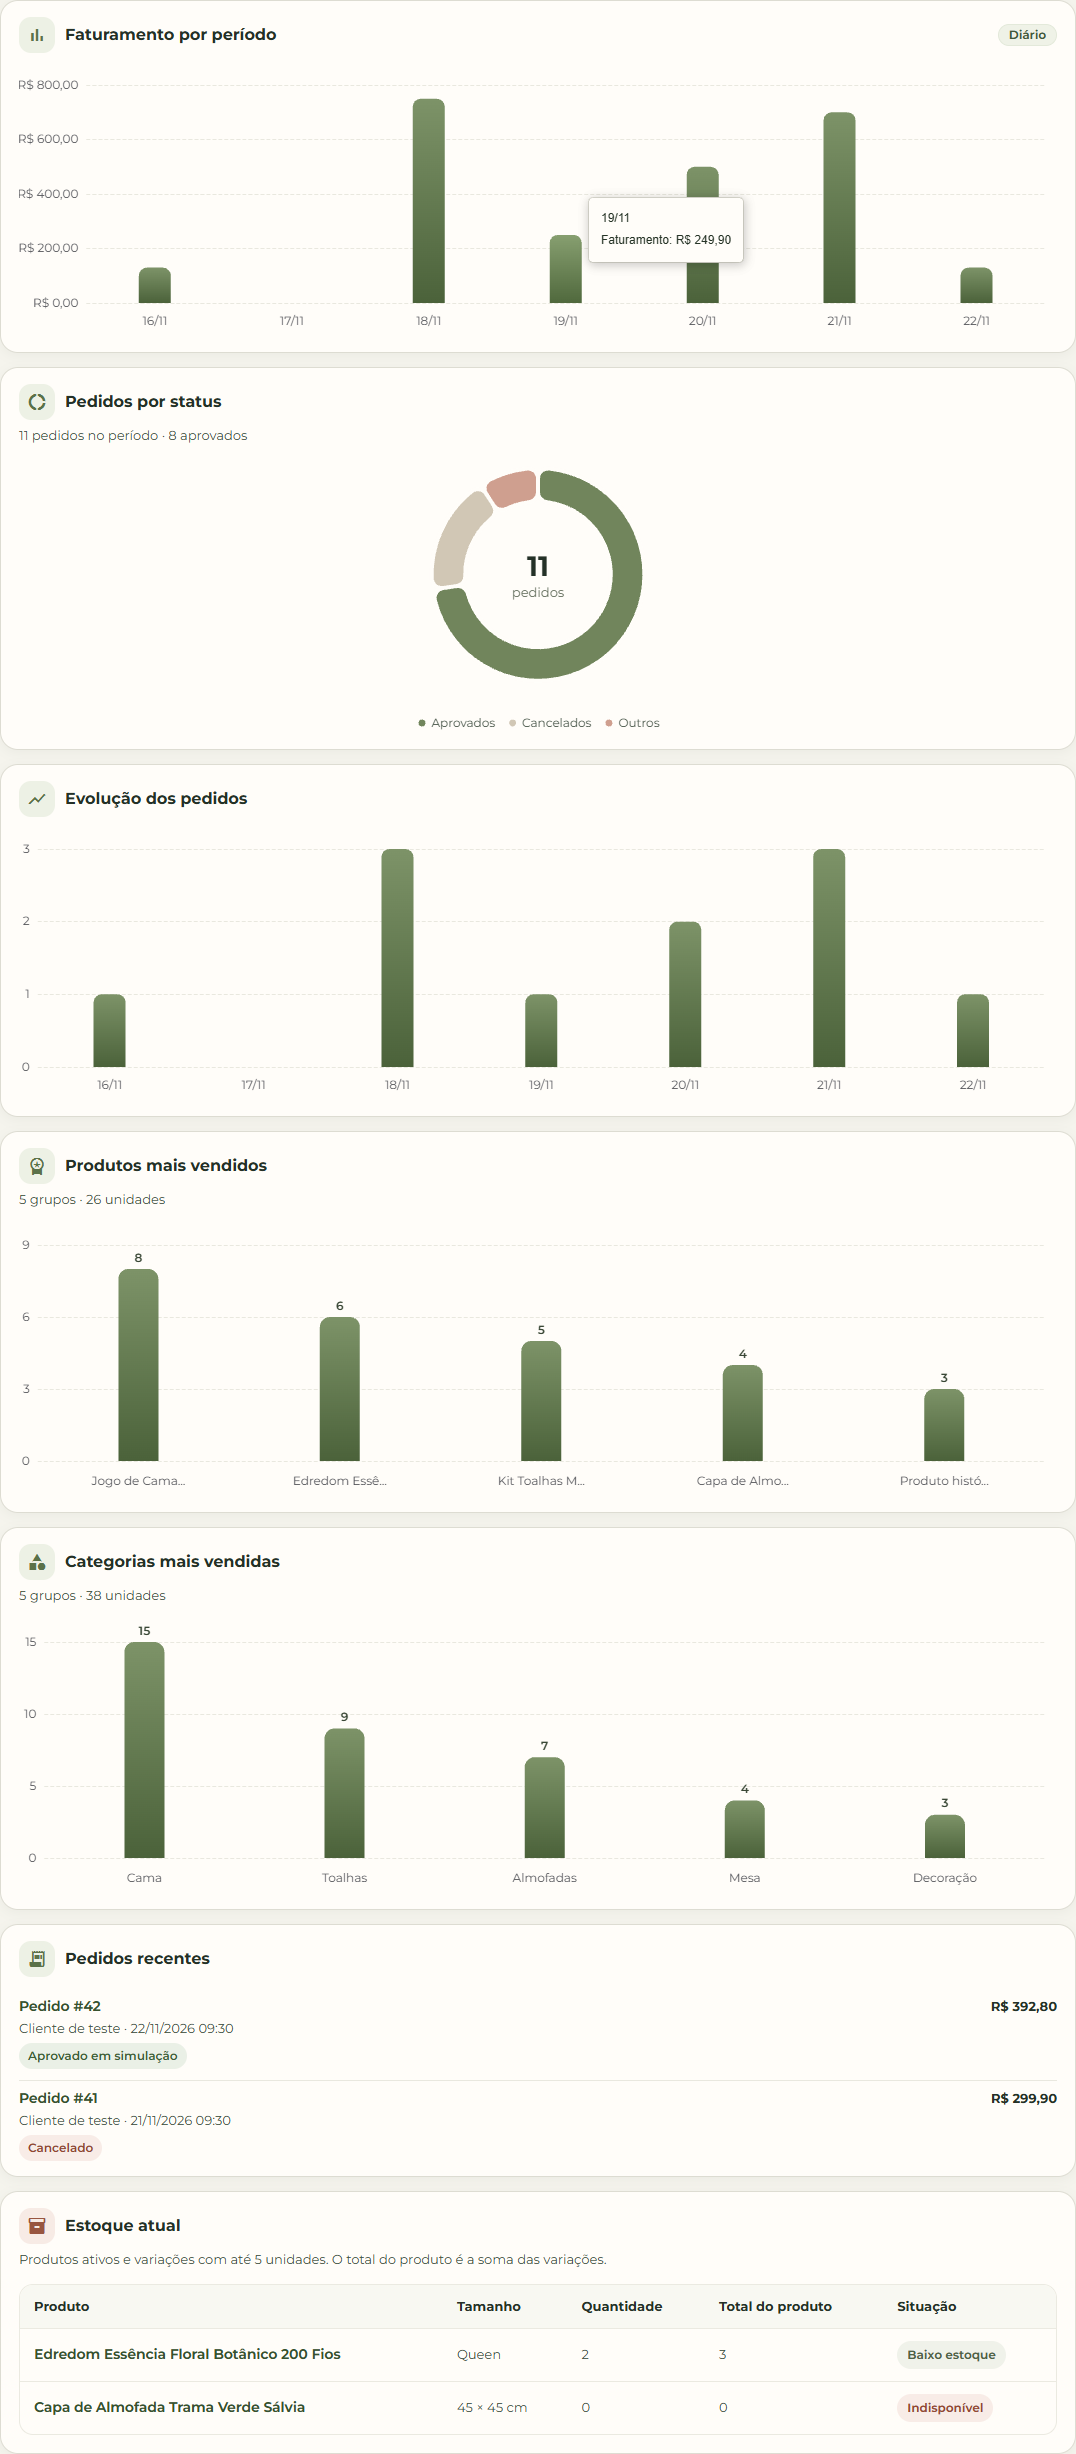 Faturamento por período
Diário
R$ 800,00
R$ 600,00
R$ 400,00
R$ 200,00
R$ 0,00
19/11
Faturamento: R$ 249,90
16/11 17/11 18/11 19/11 20/11 21/11 22/11
Pedidos por status
11 pedidos no período · 8 aprovados
11
pedidos
Aprovados Cancelados Outros
Evolução dos pedidos
3
2
1
0
16/11 17/11 18/11 19/11 20/11 21/11 22/11
Produtos mais vendidos
5 grupos · 26 unidades
9
6
3
0
8 6 5 4 3
Jogo de Cama... Edredom Essê... Kit Toalhas M... Capa de Almo... Produto histó...
Categorias mais vendidas
5 grupos · 38 unidades
15
10
5
0
15 9 7 4 3
Cama Toalhas Almofadas Mesa Decoração
Pedidos recentes
Pedido #42 R$ 392,80
Cliente de teste · 22/11/2026 09:30
Aprovado em simulação
Pedido #41 R$ 299,90
Cliente de teste · 21/11/2026 09:30
Cancelado
Estoque atual
Produtos ativos e variações com até 5 unidades. O total do produto é a soma das variações.
Produto Tamanho Quantidade Total do produto Situação
Edredom Essência Floral Botânico 200 Fios Queen 2 3 Baixo estoque
Capa de Almofada Trama Verde Sálvia 45 × 45 cm 0 0 Indisponível